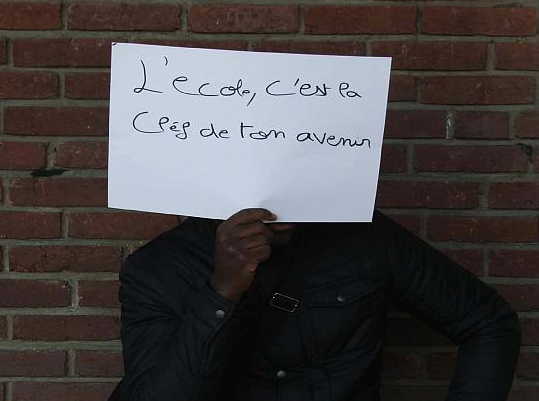 L'ecole, c'est la
Clés de ton avenir